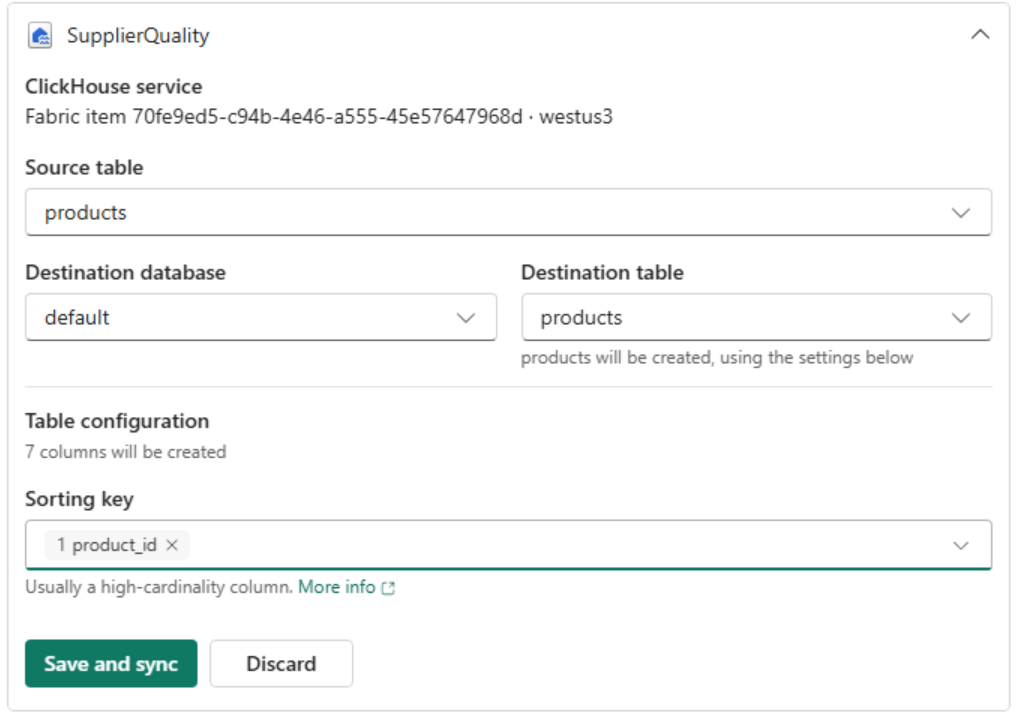 SupplierQuality
ClickHouse service
Fabric item 70fe9ed5-c94b-4e46-a555-45e57647968d · westus3
Source table
products
Destination database
default
Destination table
products
products will be created, using the settings below
Table configuration
7 columns will be created
Sorting key
1 product_id ×
Usually a high-cardinality column. More info
Save and sync
Discard